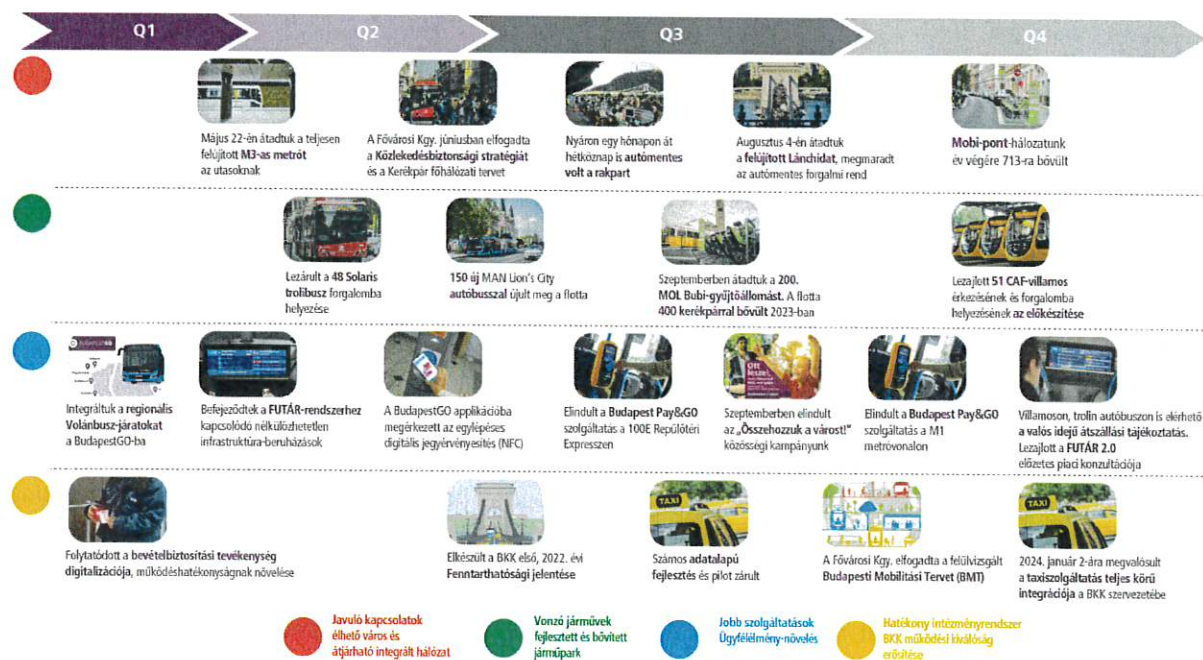 Q1
Q2
Q3
Q4
Május 22-én átadtuk a teljesen
felújított M3-as metrót
az utasoknak
A Fővárosi Kgy. júniusban elfogadta
a Közlekedésbiztonsági stratégiát
és a Kerékpár főhálózati tervet
Nyáron egy hónapon át
hétköznap is autómentes
volt a rakpart
Augusztus 4-én átadtuk
a felújított Lánchidat, megmaradt
az autómentes forgalmi rend
Mobi-pont-hálózatunk
év végére 713-ra bővült
Lezárult a 48 Solaris
trolibusz forgalomba
helyezése
150 új MAN Lion's City
autóbusszal újult meg a flotta
Szeptemberben átadtuk a 200.
MOL Bubi-gyűjtőállomást. A flotta
400 kerékpárral bővült 2023-ban
Lezajlott 51 CAF-villamos
érkezésének és forgalomba
helyezésének az előkészítése
BUDAPESTGO
Integráltuk a regionális
Volánbusz-járatokat
a BudapestGO-ba
Befejeződtek a FUTÁR-rendszerhez
kapcsolódó nélkülözhetetlen
infrastruktúra-beruházások
A BudapestGO applikációba
megérkezett az egylépéses
digitális jegyérvényesítés (NFC)
Elindult a Budapest Pay&GO
szolgáltatás a 100E Repülőtéri
Expresszen
Ott
leszel
Szeptemberben elindult
az „Összehozzuk a várost!”
közösségi kampányunk
Elindult a Budapest Pay&GO
szolgáltatás a M1
metróvonalon
Villamoson, trolin autóbuszon is elérhető
a valós idejű átszállási tájékoztatás.
Lezajlott a FUTÁR 2.0
előzetes piaci konzultációja
Folytatódott a bevételbiztosítási tevékenység
digitalizációja, működéshatékonyságnak növelése
Elkészült a BKK első, 2022. évi
Fenntarthatósági jelentése
TAXI
Számos adatalapú
fejlesztés és pilot zárult
A Fővárosi Kgy. elfogadta a felülvizsgált
Budapesti Mobilitási Tervet (BMT)
TAXI
2024. január 2-ára megvalósult
a taxiszolgáltatás teljes körű
integrációja a BKK szervezetébe
Javuló kapcsolatok
élhető város és
átjárható integrált hálózat
Vonzó járművek
fejlesztett és bővített
járműpark
Jobb szolgáltatások
Ügyfélélmény-növelés
Hatékony intézményrendszer
BKK működési kiválóság
erősítése